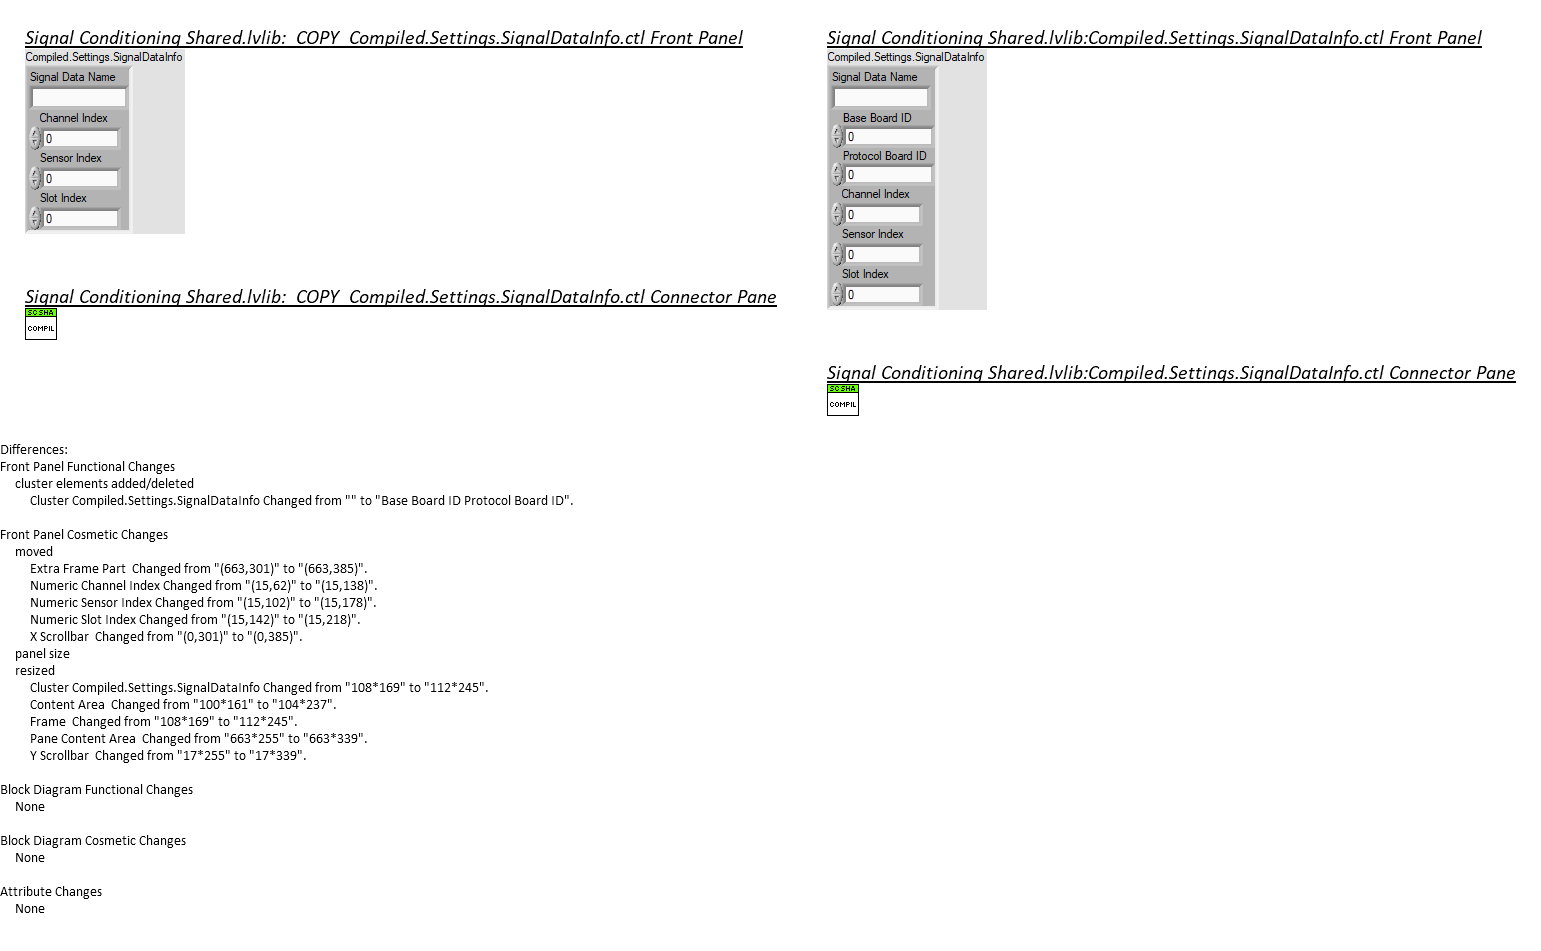 Signal Conditioning Shared.lvlib:_COPY_Compiled.Settings.SignalDataInfo.ctl Front Panel
Compiled.Settings.SignalDataInfo
Signal Data Name
Channel Index
0
Sensor Index
0
Slot Index
0
Signal Conditioning Shared.lvlib:_COPY_Compiled.Settings.SignalDataInfo.ctl Connector Pane
SC SHA
COMPIL
Signal Conditioning Shared.lvlib:Compiled.Settings.SignalDataInfo.ctl Front Panel
Compiled.Settings.SignalDataInfo
Signal Data Name
Base Board ID
0
Protocol Board ID
0
Channel Index
0
Sensor Index
0
Slot Index
0
Signal Conditioning Shared.lvlib:Compiled.Settings.SignalDataInfo.ctl Connector Pane
SC SHA
COMPIL
Differences:
Front Panel Functional Changes
cluster elements added/deleted
Cluster Compiled.Settings.SignalDataInfo Changed from "" to "Base Board ID Protocol Board ID".
Front Panel Cosmetic Changes
moved
Extra Frame Part  Changed from "(663,301)" to "(663,385)".
Numeric Channel Index Changed from "(15,62)" to "(15,138)".
Numeric Sensor Index Changed from "(15,102)" to "(15,178)".
Numeric Slot Index Changed from "(15,142)" to "(15,218)".
X Scrollbar  Changed from "(0,301)" to "(0,385)".
panel size
resized
Cluster Compiled.Settings.SignalDataInfo Changed from "108*169" to "112*245".
Content Area  Changed from "100*161" to "104*237".
Frame  Changed from "108*169" to "112*245".
Pane Content Area  Changed from "663*255" to "663*339".
Y Scrollbar  Changed from "17*255" to "17*339".
Block Diagram Functional Changes
None
Block Diagram Cosmetic Changes
None
Attribute Changes
None